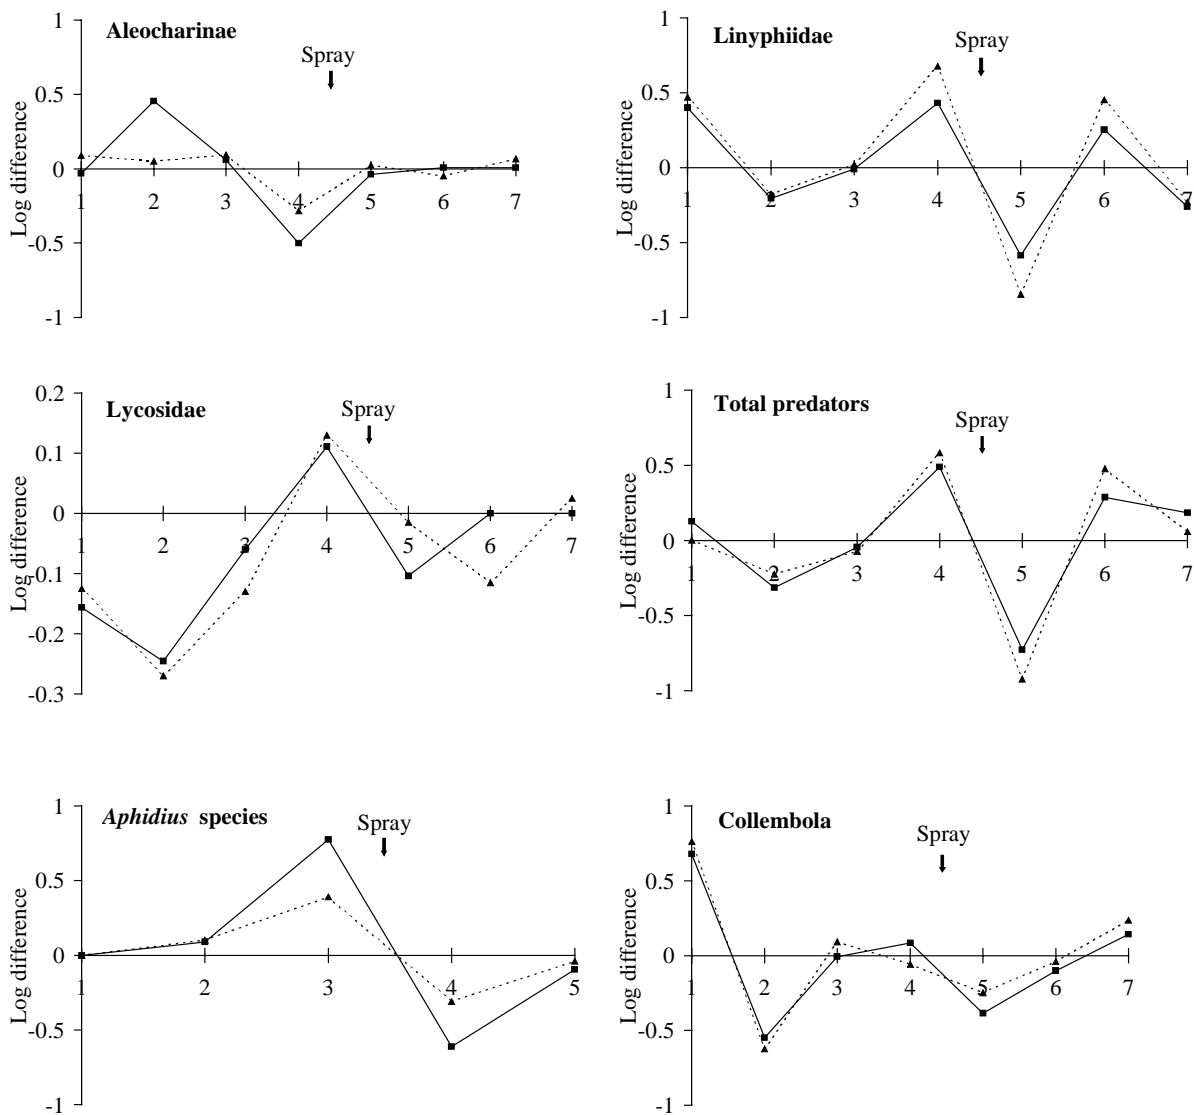 Aleocharinae
Spray
Log difference
1
0.5
0
-0.5
-1
1 2 3 4 5 6 7
Linyphiidae
Spray
Log difference
1
0.5
0
-0.5
-1
1 2 3 4 5 6 7
Lycosidae
Spray
Log difference
0.2
0.1
0
-0.1
-0.2
-0.3
1 2 3 4 5 6 7
Total predators
Spray
Log difference
1
0.5
0
-0.5
-1
1 2 3 4 5 6 7
Aphidius species
Spray
Log difference
1
0.5
0
-0.5
-1
1 2 3 4 5
Collembola
Spray
Log difference
1
0.5
0
-0.5
-1
1 2 3 4 5 6 7